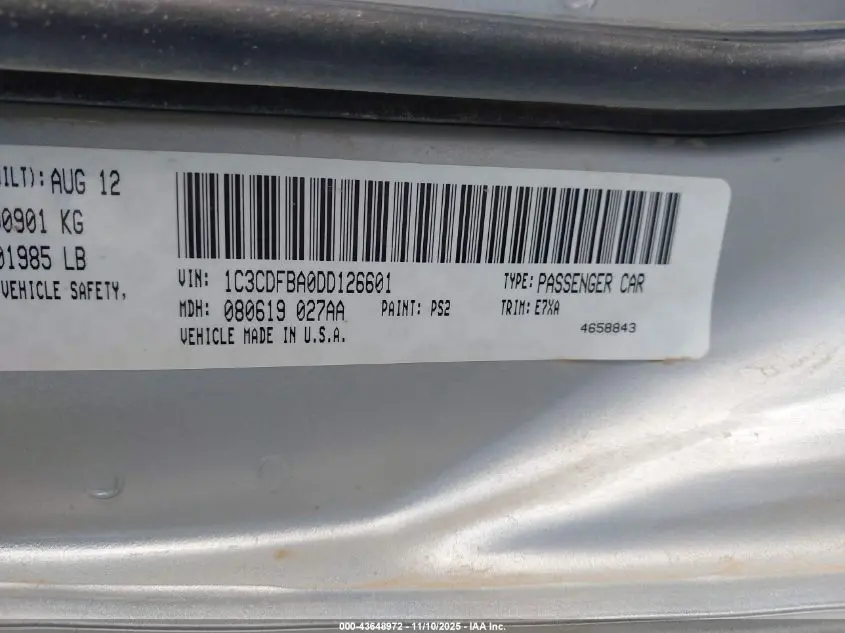 ILT): AUG 12
0901 KG
01985 LB
VEHICLE SAFETY,
VIN: 1C3CDFBA0DD126601 TYPE: PASSENGER CAR
MDH: 080619 027AA PAINT: PS2 TRIM: E7XA
VEHICLE MADE IN U.S.A. 4658843
000-43648972 — 11/10/2025 - IAA Inc.